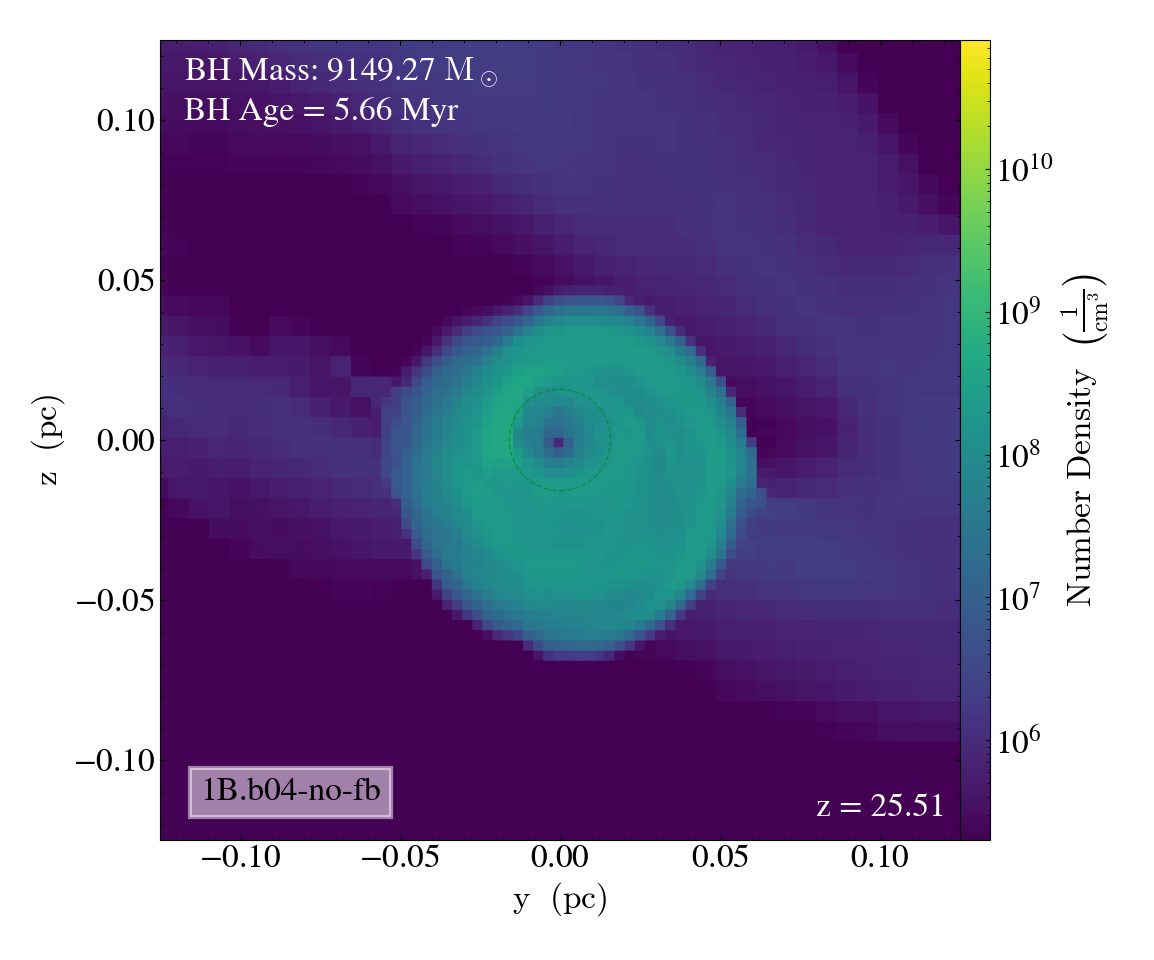 BH Mass: 9149.27 M⊙
BH Age = 5.66 Myr
0.10
0.05
0.00
−0.05
−0.10
z (pc)
1B.b04-no-fb
z = 25.51
−0.10 −0.05 0.00 0.05 0.10
y (pc)
10^10
10^9
10^8
10^7
10^6
Number Density (1/cm^3)